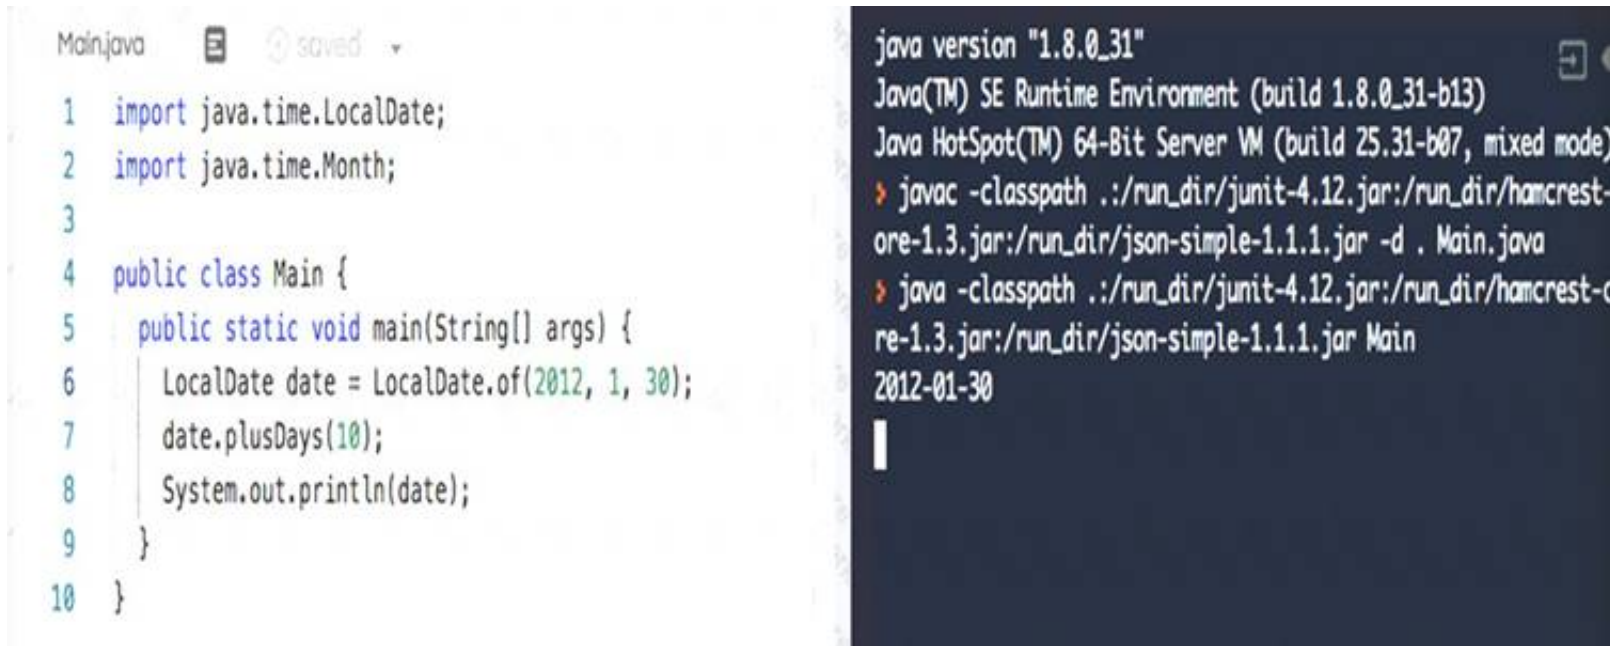 Main.java saved
1 import java.time.LocalDate;
2 import java.time.Month;
3
4 public class Main {
5 public static void main(String[] args) {
6 LocalDate date = LocalDate.of(2012, 1, 30);
7 date.plusDays(10);
8 System.out.println(date);
9 }
10 }
java version "1.8.0_31"
Java(TM) SE Runtime Environment (build 1.8.0_31-b13)
Java HotSpot(TM) 64-Bit Server VM (build 25.31-b07, mixed mode)
> javac -classpath .:/run_dir/junit-4.12.jar:/run_dir/hamcrest-
ore-1.3.jar:/run_dir/json-simple-1.1.1.jar -d . Main.java
> java -classpath .:/run_dir/junit-4.12.jar:/run_dir/hamcrest-c
re-1.3.jar:/run_dir/json-simple-1.1.1.jar Main
2012-01-30